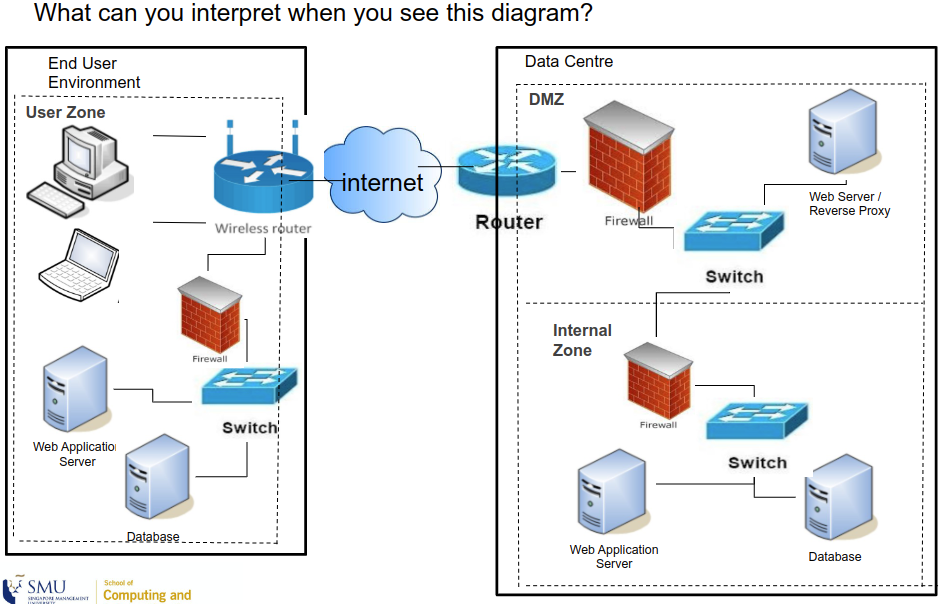 What can you interpret when you see this diagram?
End User
Environment
User Zone
Wireless router
Firewall
Switch
Web Applicatio
Server
Database
internet
Router
Data Centre
DMZ
Firewall
Switch
Web Server /
Reverse Proxy
Internal
Zone
Firewall
Switch
Web Application
Server
Database
SMU
SINGAPORE MANAGEMENT
UNIVERSITY
School of
Computing and